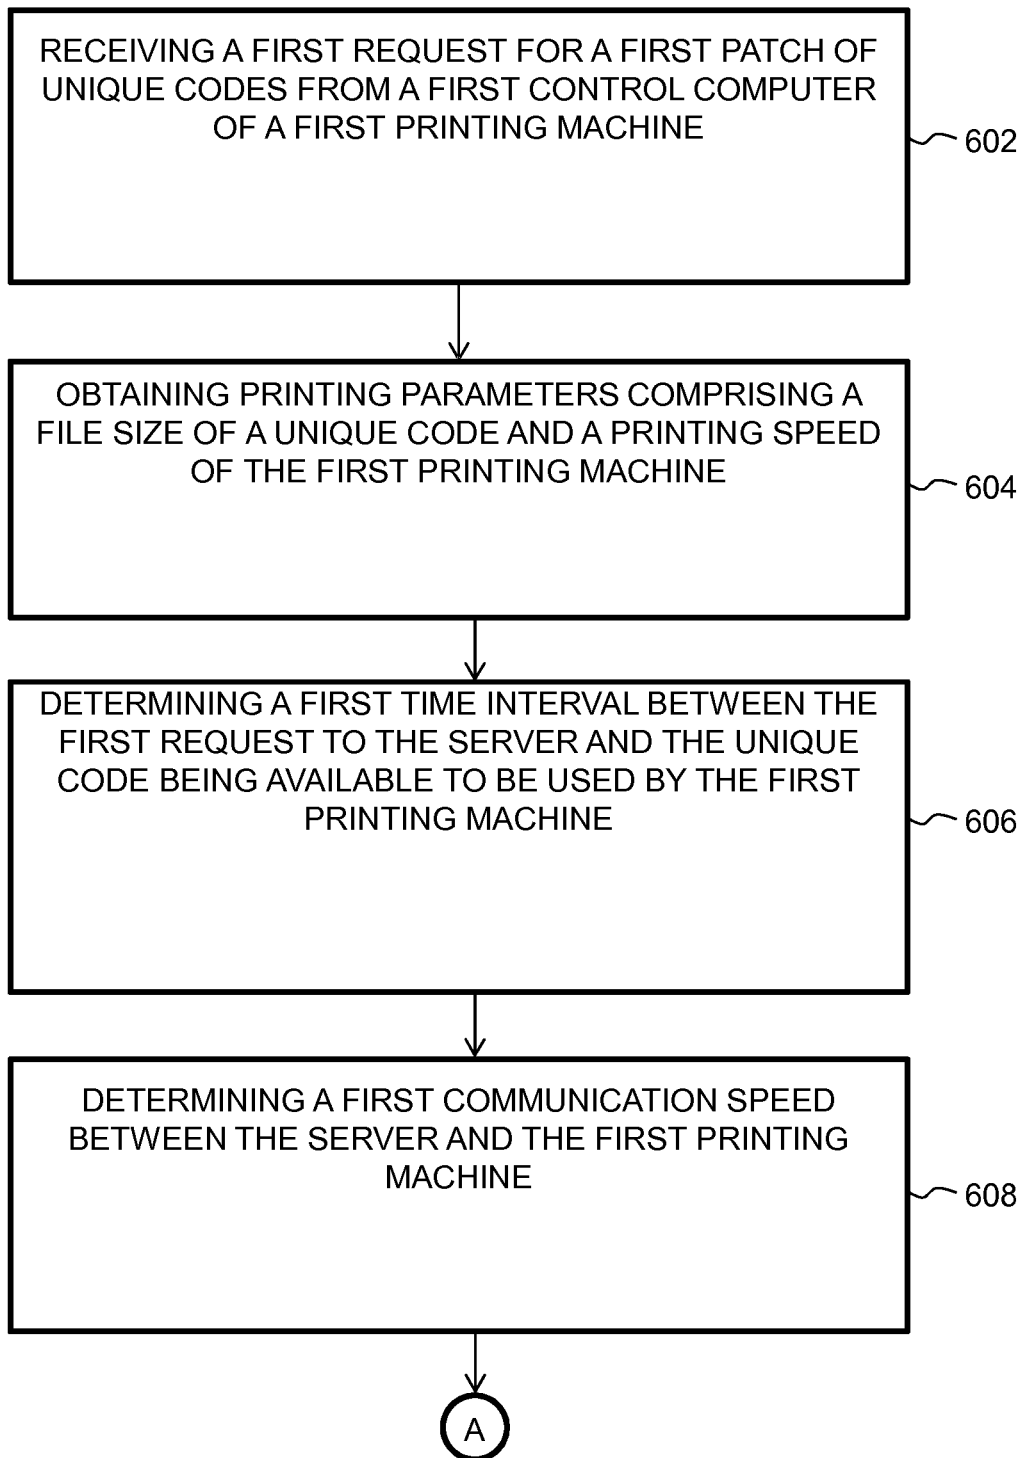 RECEIVING A FIRST REQUEST FOR A FIRST PATCH OF
UNIQUE CODES FROM A FIRST CONTROL COMPUTER
OF A FIRST PRINTING MACHINE
602
OBTAINING PRINTING PARAMETERS COMPRISING A
FILE SIZE OF A UNIQUE CODE AND A PRINTING SPEED
OF THE FIRST PRINTING MACHINE
604
DETERMINING A FIRST TIME INTERVAL BETWEEN THE
FIRST REQUEST TO THE SERVER AND THE UNIQUE
CODE BEING AVAILABLE TO BE USED BY THE FIRST
PRINTING MACHINE
606
DETERMINING A FIRST COMMUNICATION SPEED
BETWEEN THE SERVER AND THE FIRST PRINTING
MACHINE
608
A